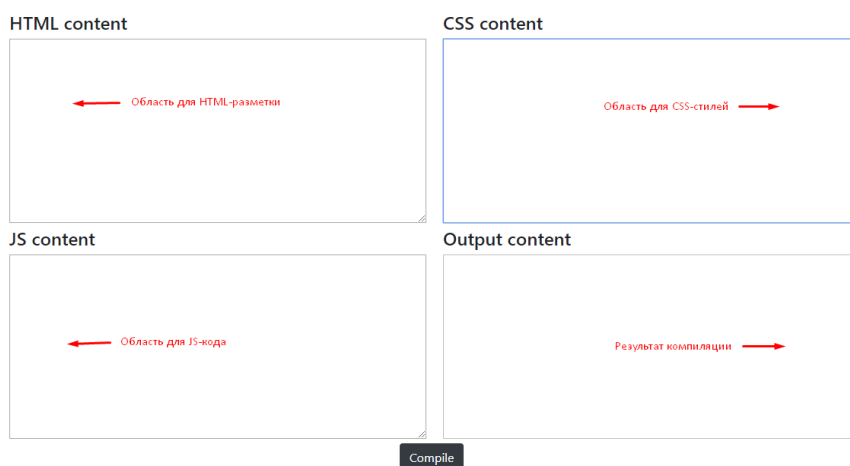 HTML content
CSS content
Область для HTML-разметки
Область для CSS-стилей
JS content
Output content
Область для JS-кода
Результат компиляции
Compile